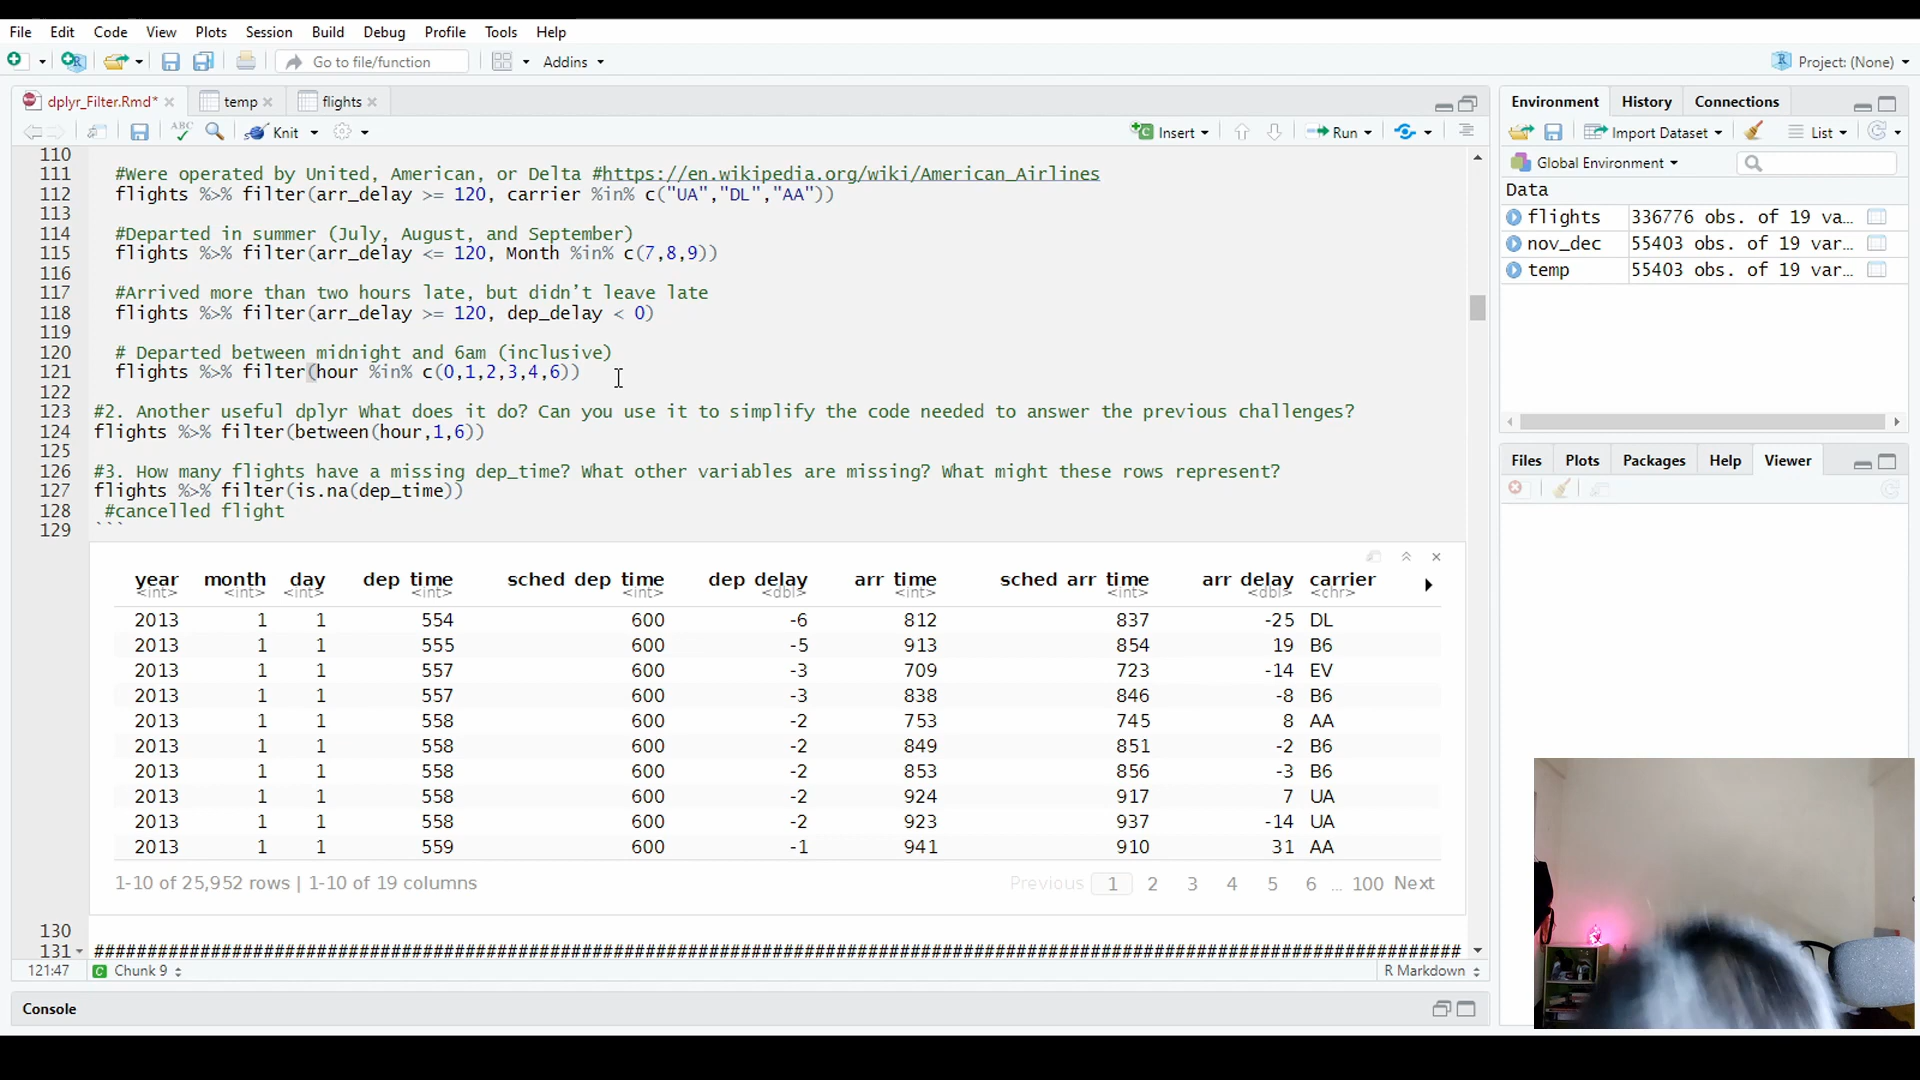 File Edit Code View Plots Session Build Debug Profile Tools Help
Go to file/function Addins Project: (None)
dplyr_Filter.Rmd* temp flights
Environment History Connections
ABC Knit Insert Run Import Dataset List
Global Environment
Data
flights 336776 obs. of 19 va…
nov_dec 55403 obs. of 19 var…
temp 55403 obs. of 19 var…
110
111 #Were operated by United, American, or Delta #https://en.wikipedia.org/wiki/American_Airlines
112 flights %>% filter(arr_delay >= 120, carrier %in% c("UA","DL","AA"))
113
114 #Departed in summer (July, August, and September)
115 flights %>% filter(arr_delay <= 120, Month %in% c(7,8,9))
116
117 #Arrived more than two hours late, but didn’t leave late
118 flights %>% filter(arr_delay >= 120, dep_delay < 0)
119
120 # Departed between midnight and 6am (inclusive)
121 flights %>% filter(hour %in% c(0,1,2,3,4,6))
122
123 #2. Another useful dplyr What does it do? Can you use it to simplify the code needed to answer the previous challenges?
124 flights %>% filter(between(hour,1,6))
125
126 #3. How many flights have a missing dep_time? What other variables are missing? What might these rows represent?
127 flights %>% filter(is.na(dep_time))
128 #cancelled flight
129 ```
Files Plots Packages Help Viewer
year month day dep time sched dep time dep delay arr time sched arr time arr delay carrier
<int> <int> <int> <int> <int> <dbl> <int> <int> <dbl> <chr>
2013 1 1 554 600 -6 812 837 -25 DL
2013 1 1 555 600 -5 913 854 19 B6
2013 1 1 557 600 -3 709 723 -14 EV
2013 1 1 557 600 -3 838 846 -8 B6
2013 1 1 558 600 -2 753 745 8 AA
2013 1 1 558 600 -2 849 851 -2 B6
2013 1 1 558 600 -2 853 856 -3 B6
2013 1 1 558 600 -2 924 917 7 UA
2013 1 1 558 600 -2 923 937 -14 UA
2013 1 1 559 600 -1 941 910 31 AA
1-10 of 25,952 rows | 1-10 of 19 columns Previous 1 2 3 4 5 6 ... 100 Next
130
131 #################################################################################################################################
121:47 Chunk 9 R Markdown
Console